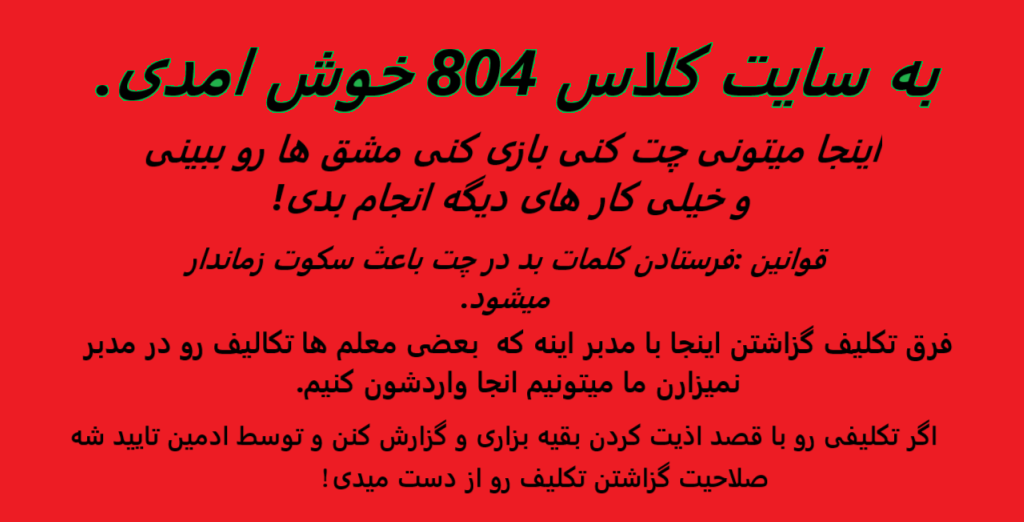 به سایت کلاس 804 خوش امدی.
اینجا میتونی چت کنی بازی کنی مشق ها رو ببینی
و خیلی کار های دیگه انجام بدی!
قوانین :فرستادن کلمات بد در چت باعث سکوت زماندار
میشود.
فرق تکلیف گزاشتن اینجا با مدبر اینه که بعضی معلم ها تکالیف رو در مدبر
نمیزارن ما میتونیم انجا واردشون کنیم.
اگر تکلیفی رو با قصد اذیت کردن بقیه بزاری و گزارش کنن و توسط ادمین تایید شه
صلاحیت گزاشتن تکلیف رو از دست میدی!